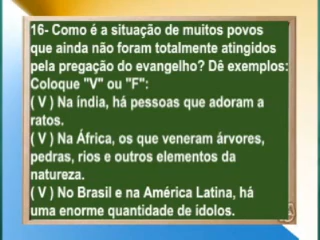 16- Como é a situação de muitos povos
que ainda não foram totalmente atingidos
pela pregação do evangelho? Dê exemplos:
Coloque "V" ou "F":
( V ) Na índia, há pessoas que adoram a
ratos.
( V ) Na África, os que veneram árvores,
pedras, rios e outros elementos da
natureza.
( V ) No Brasil e na América Latina, há
uma enorme quantidade de ídolos.